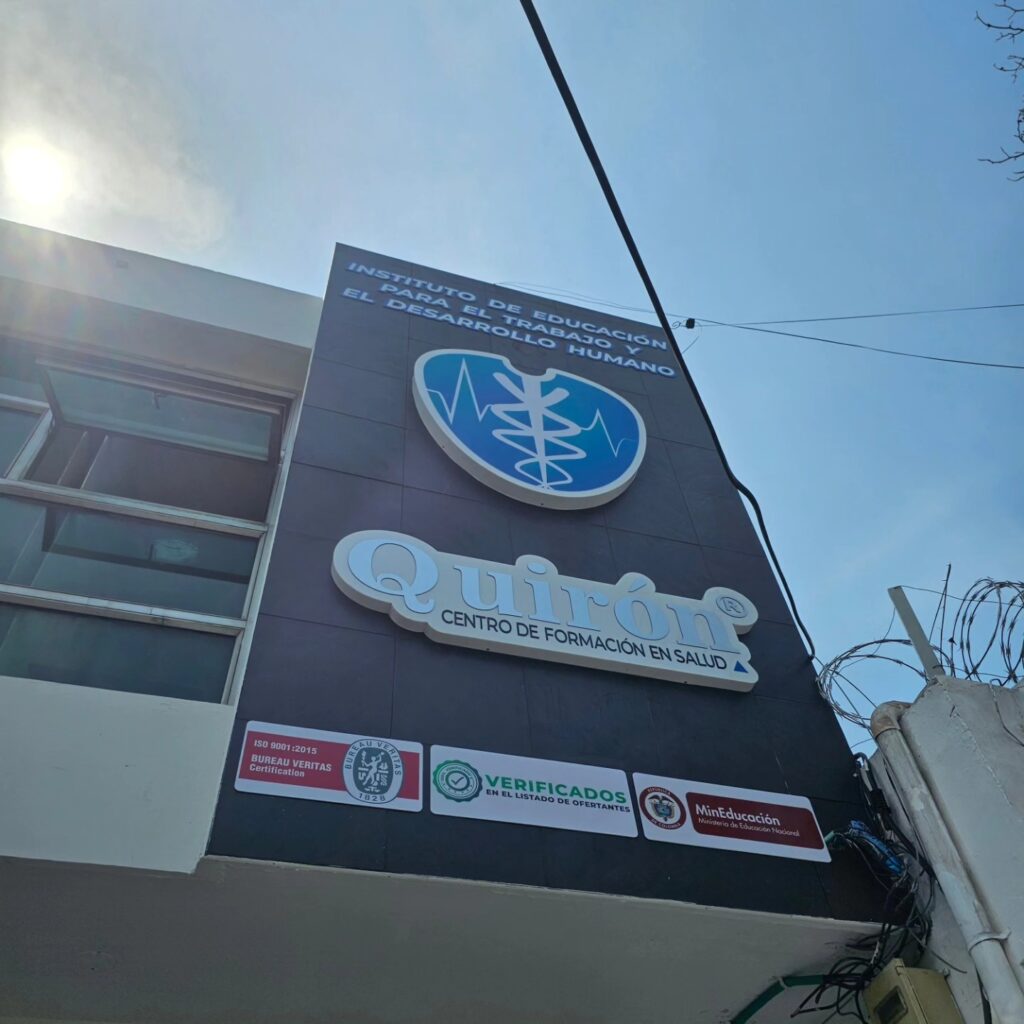 INSTITUTO DE EDUCACIÓN
PARA EL TRABAJO Y
EL DESARROLLO HUMANO
Quirón®
CENTRO DE FORMACIÓN EN SALUD
ISO 9001:2015
BUREAU VERITAS
Certification
BUREAU VERITAS
1828
VERIFICADOS
EN EL LISTADO DE OFERTANTES
MinEducación
Ministerio de Educación Nacional